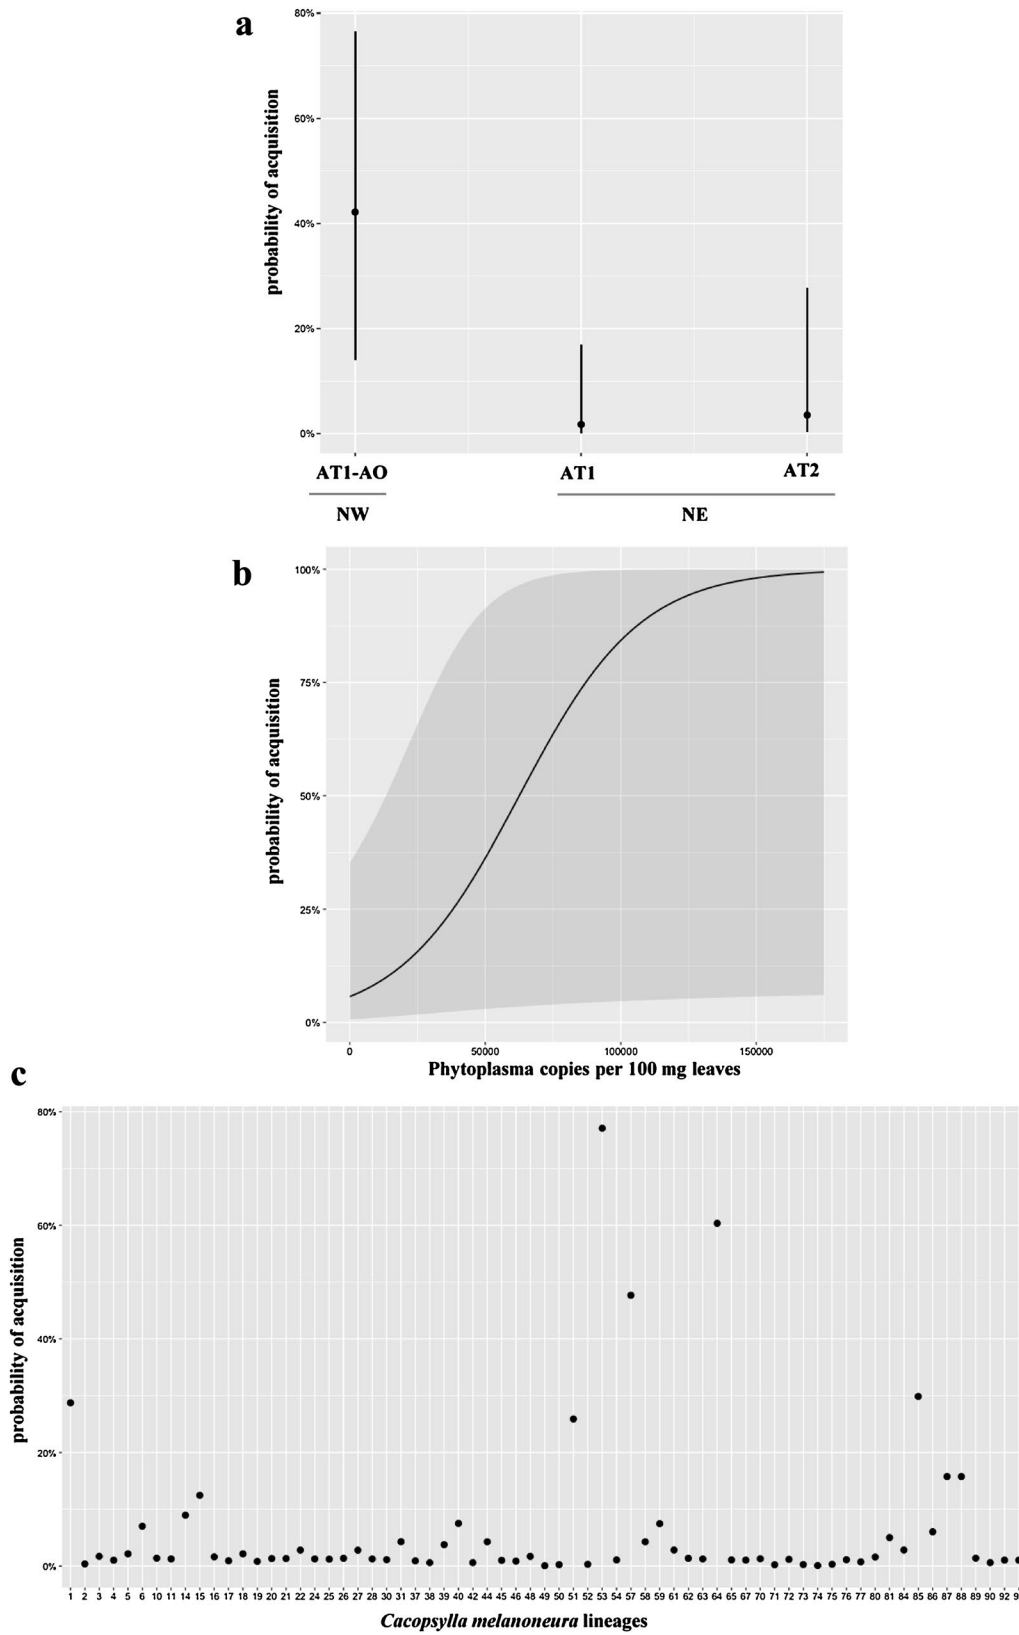 a
80%
60%
40%
20%
0%
probability of acquisition
AT1-AO AT1 AT2
NW NE
b
100%
75%
50%
25%
0%
probability of acquisition
0 50000 100000 150000
Phytoplasma copies per 100 mg leaves
c
80%
60%
40%
20%
0%
probability of acquisition
1 2 3 4 5 6 10 11 14 15 16 17 18 19 20 21 22 24 25 26 27 28 30 31 37 38 39 40 42 44 45 46 48 49 50 51 52 53 54 57 58 59 61 62 63 64 65 67 70 71 72 73 74 75 76 77 80 81 84 85 86 87 88 89 90 92
Cacopsylla melanoneura lineages